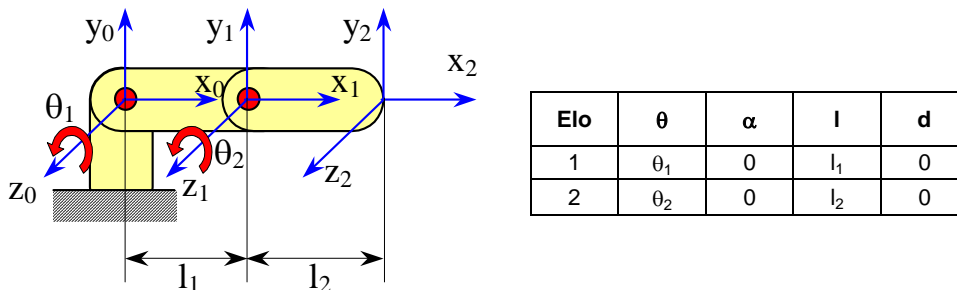 y₀ y₁ y₂
x₀ x₁ x₂
θ₁ θ₂
z₀ z₁ z₂
l₁ l₂
Elo θ α l d
1 θ₁ 0 l₁ 0
2 θ₂ 0 l₂ 0